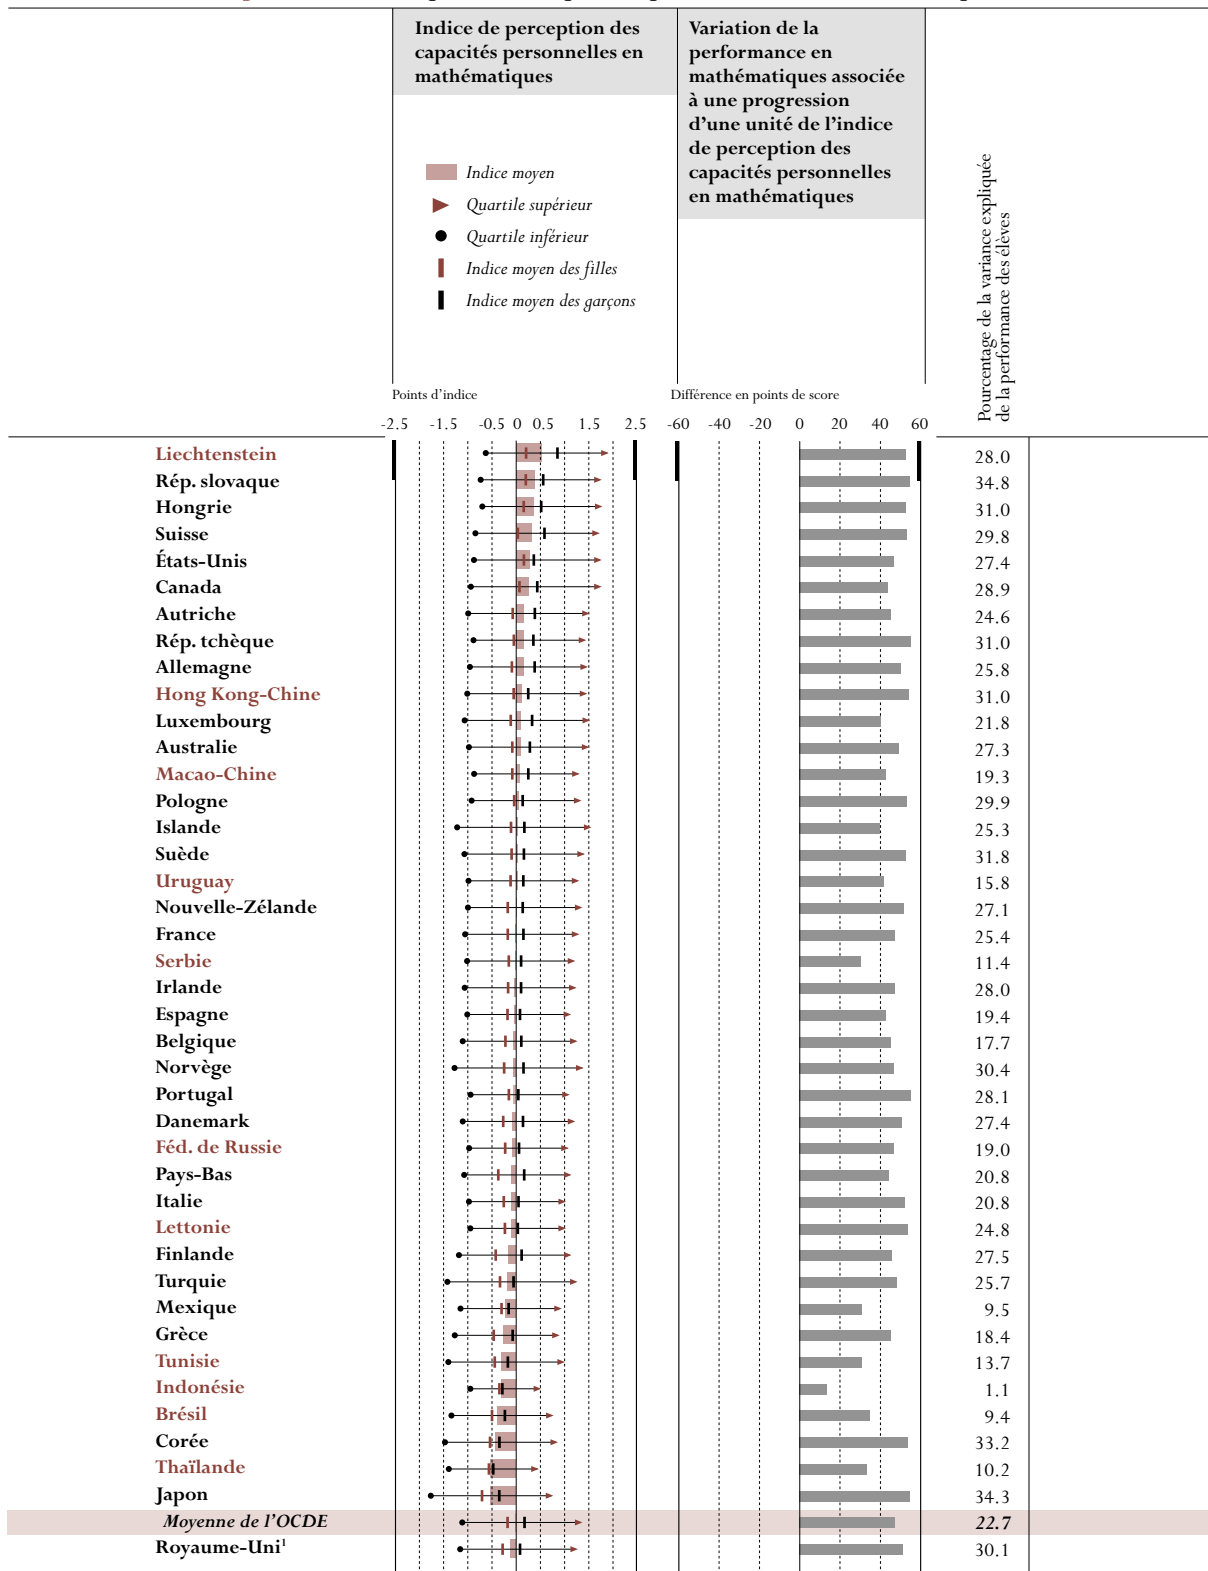 Indice de perception des
capacités personnelles en
mathématiques
Variation de la
performance en
mathématiques associée
à une progression
d'une unité de l'indice
de perception des
capacités personnelles
en mathématiques
Pourcentage de la variance expliquée
de la performance des élèves
Indice moyen
Quartile supérieur
Quartile inférieur
Indice moyen des filles
Indice moyen des garçons
Points d'indice
Différence en points de score
-2.5 -1.5 -0.5 0 0.5 1.5 2.5 -60 -40 -20 0 20 40 60
Liechtenstein 28.0
Rép. slovaque 34.8
Hongrie 31.0
Suisse 29.8
États-Unis 27.4
Canada 28.9
Autriche 24.6
Rép. tchèque 31.0
Allemagne 25.8
Hong Kong-Chine 31.0
Luxembourg 21.8
Australie 27.3
Macao-Chine 19.3
Pologne 29.9
Islande 25.3
Suède 31.8
Uruguay 15.8
Nouvelle-Zélande 27.1
France 25.4
Serbie 11.4
Irlande 28.0
Espagne 19.4
Belgique 17.7
Norvège 30.4
Portugal 28.1
Danemark 27.4
Féd. de Russie 19.0
Pays-Bas 20.8
Italie 20.8
Lettonie 24.8
Finlande 27.5
Turquie 25.7
Mexique 9.5
Grèce 18.4
Tunisie 13.7
Indonésie 1.1
Brésil 9.4
Corée 33.2
Thaïlande 10.2
Japon 34.3
Moyenne de l'OCDE 22.7
Royaume-Uni¹ 30.1